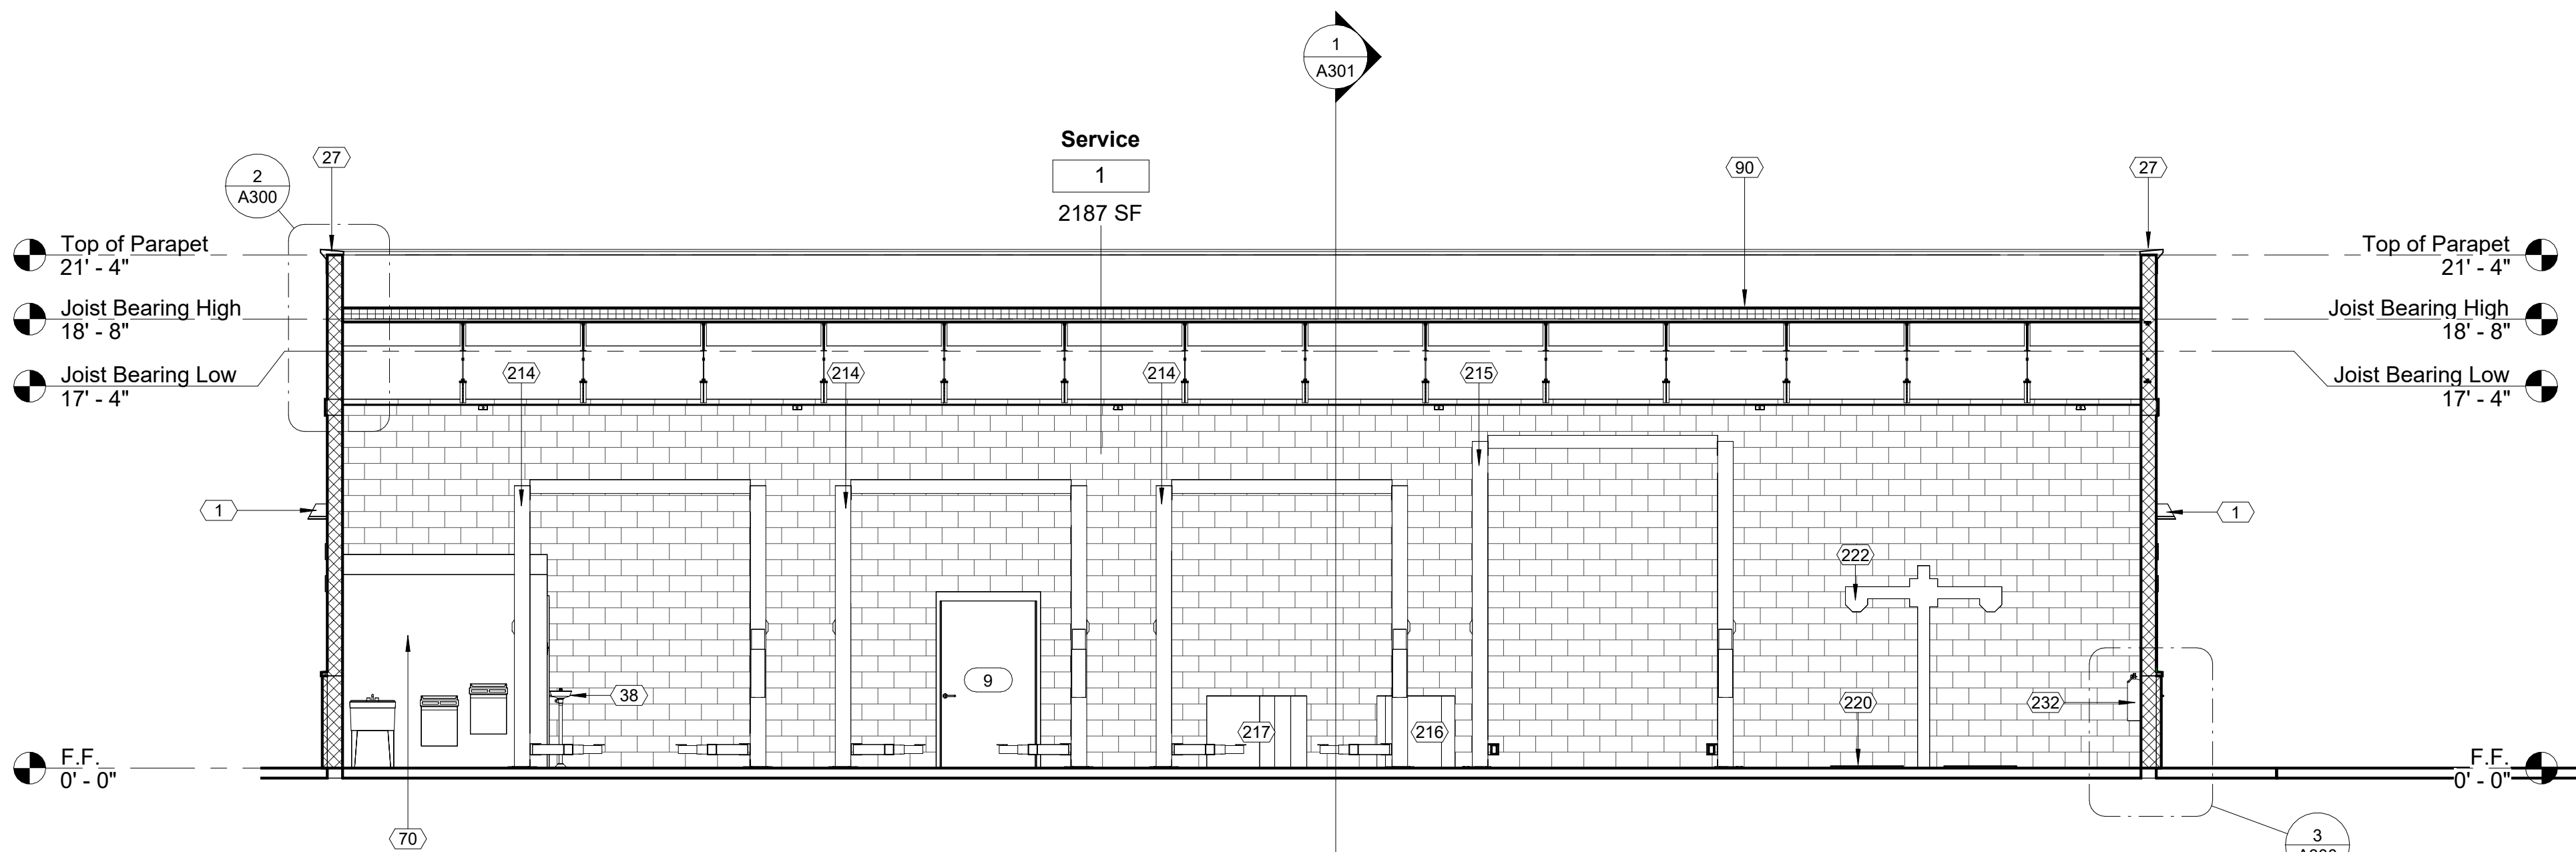 1
A301
Service
1
2187 SF
27
90
27
2
A300
Top of Parapet
21' - 4"
Top of Parapet
21' - 4"
Joist Bearing High
18' - 8"
Joist Bearing High
18' - 8"
Joist Bearing Low
17' - 4"
Joist Bearing Low
17' - 4"
214
214
214
215
1
1
222
9
38
220
232
217
216
F.F.
0' - 0"
F.F.
0' - 0"
70
3